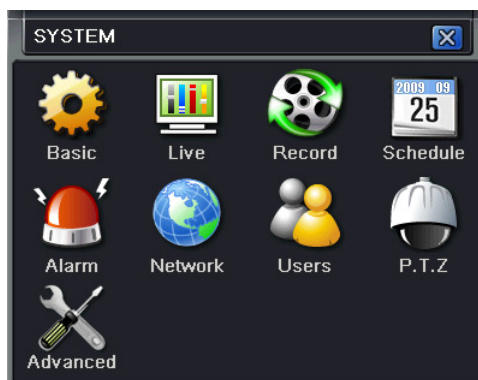 SYSTEM
2009 09
25
Basic Live Record Schedule
Alarm Network Users P.T.Z
Advanced